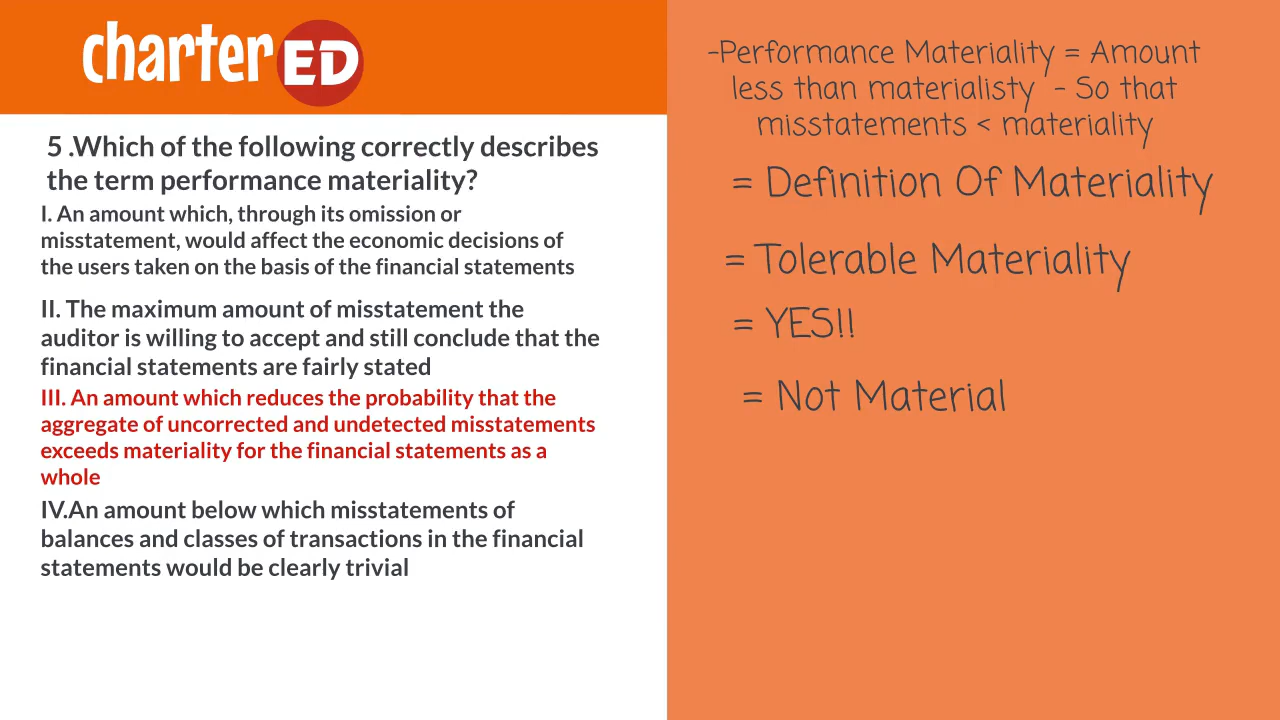 charterED
5 .Which of the following correctly describes
the term performance materiality?
I. An amount which, through its omission or
misstatement, would affect the economic decisions of
the users taken on the basis of the financial statements
II. The maximum amount of misstatement the
auditor is willing to accept and still conclude that the
financial statements are fairly stated
III. An amount which reduces the probability that the
aggregate of uncorrected and undetected misstatements
exceeds materiality for the financial statements as a
whole
IV.An amount below which misstatements of
balances and classes of transactions in the financial
statements would be clearly trivial
-Performance Materiality = Amount
less than materialisty - So that
misstatements < materiality
= Definition Of Materiality
= Tolerable Materiality
= YES!!
= Not Material